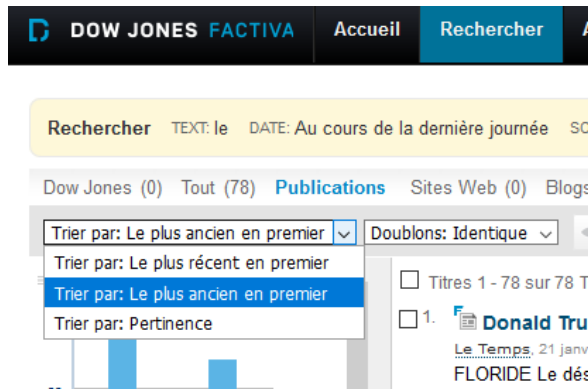 DOW JONES FACTIVA Accueil Rechercher
Rechercher TEXT: le DATE: Au cours de la dernière journée
Dow Jones (0) Tout (78) Publications Sites Web (0) Blogs
Trier par: Le plus ancien en premier Doublons: Identique
Trier par: Le plus récent en premier
Trier par: Le plus ancien en premier
Titres 1 - 78 sur 78
Trier par: Pertinence
1. Donald
Le Temps, 21
FLORIDE Le